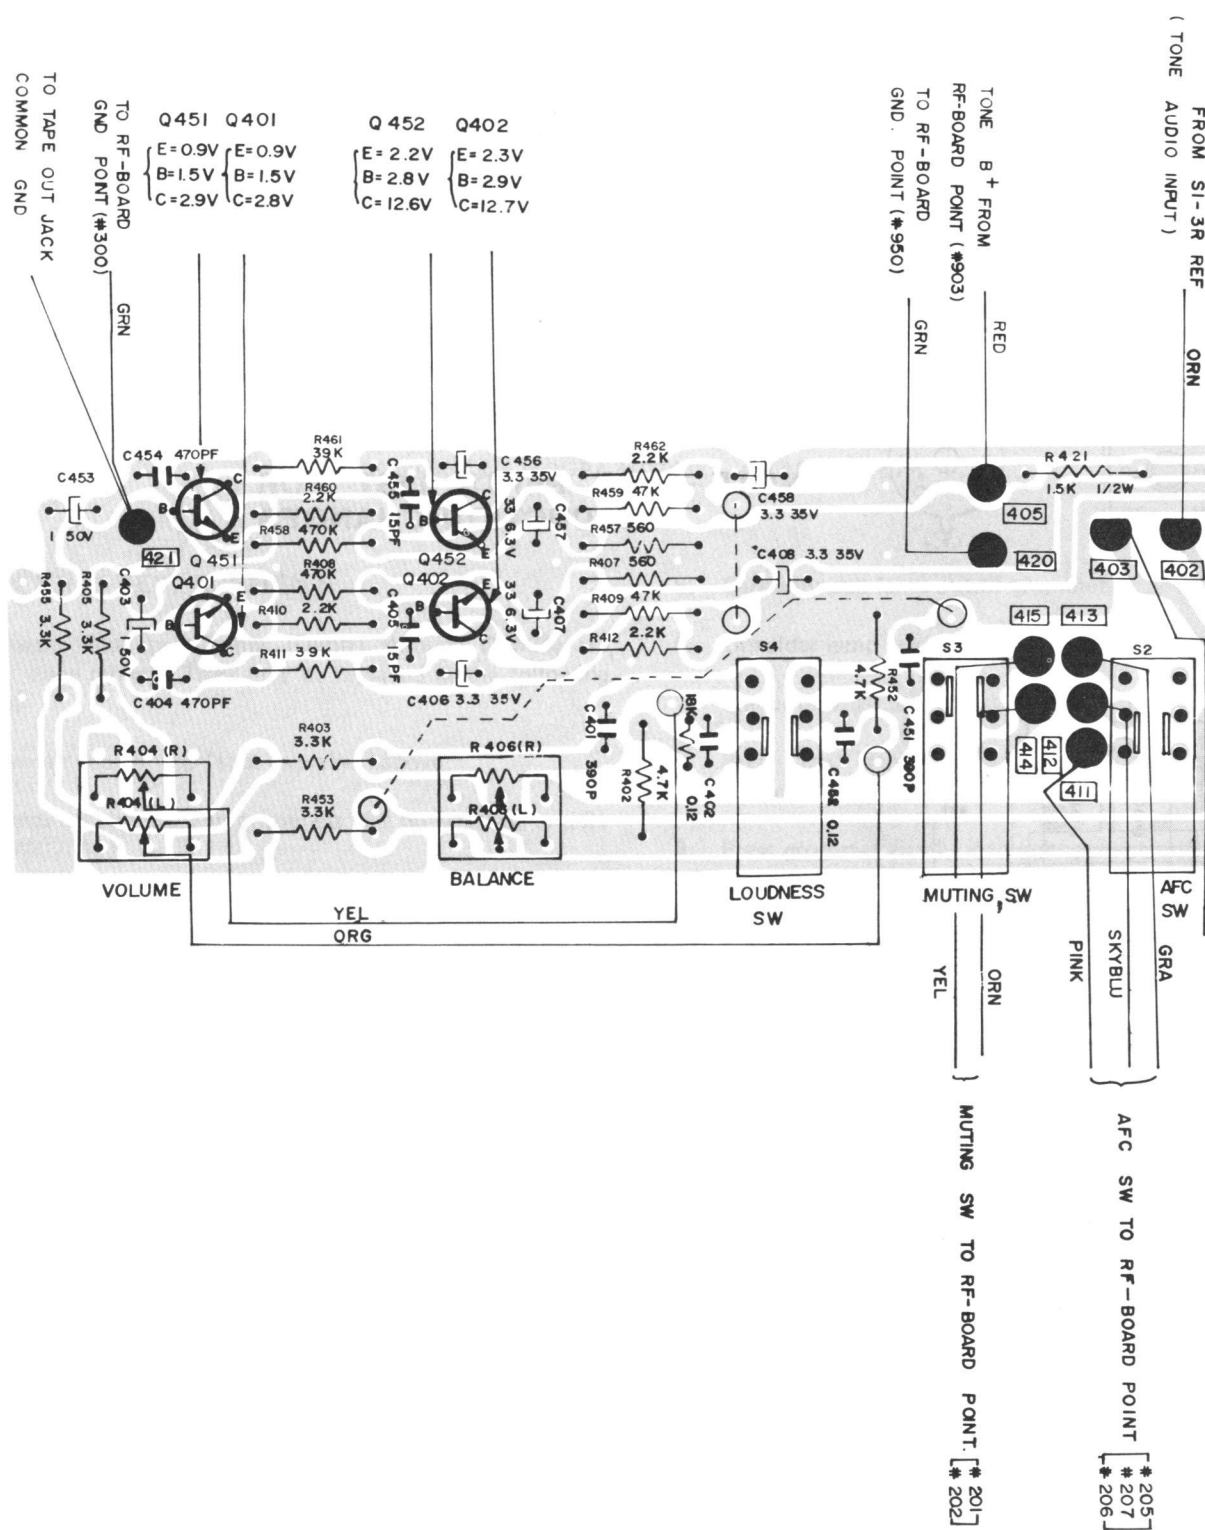 FROM S1-3R REF
( TONE AUDIO INPUT )
ORN
TONE B+ FROM
RF-BOARD POINT (#903)
RED
TO RF-BOARD
GND. POINT (#950)
GRN
TO RF-BOARD
GND POINT (#300)
GRN
TO TAPE OUT JACK
COMMON GND
Q451
E=0.9V
B=1.5V
C=2.9V
Q401
E=0.9V
B=1.5V
C=2.8V
Q452
E=2.2V
B=2.8V
C=12.6V
Q402
E=2.3V
B=2.9V
C=12.7V
C453
1 50V
C454 470PF
421
C
B
E
Q451
Q401
E
B
C
R455 3.3K
R405 3.3K
C403 1 50V
C404 470PF
R461
39K
R460
2.2K
R458 470K
R408
470K
R410 2.2K
R411 39K
R403
3.3K
R453
3.3K
C455 15PF
C456
3.3 35V
C
B
E
Q452
Q402
E
B
C
C405 15PF
C406 3.3 35V
33 6.3V
C457
33 6.3V
C407
R462
2.2K
R459 47K
R457 560
R407 560
R409 47K
R412 2.2K
C458
3.3 35V
C408 3.3 35V
R421
1.5K 1/2W
405
420
403
402
415
413
414
412
411
R404(R)
R404(L)
VOLUME
R406(R)
R406(L)
BALANCE
C401
390P
4.7K
R402
18K
C402
0.12
S4
LOUDNESS
SW
C452 0.12
R452
4.7K
C451 390P
S3
MUTING, SW
S2
AFC
SW
YEL
ORG
YEL
ORN
PINK
SKYBLU
GRA
MUTING SW TO RF-BOARD POINT.
#201
#202
AFC SW TO RF-BOARD POINT
#205
#207
#206